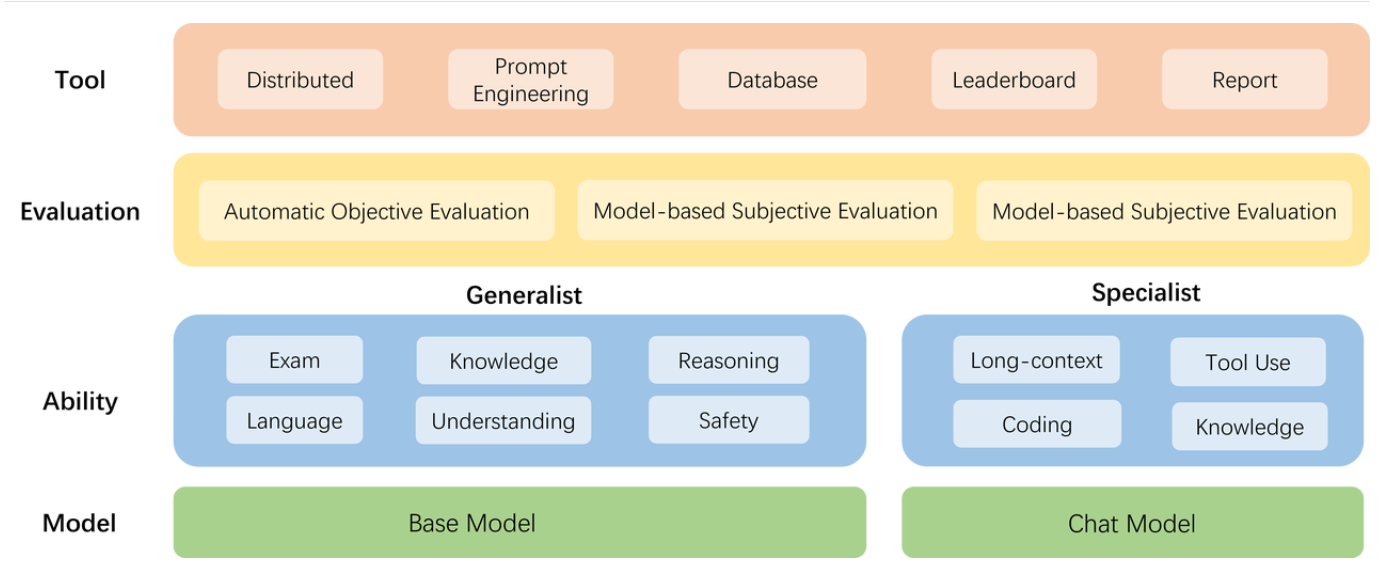 Tool
Distributed
Prompt
Engineering
Database
Leaderboard
Report
Evaluation
Automatic Objective Evaluation
Model-based Subjective Evaluation
Model-based Subjective Evaluation
Generalist
Specialist
Ability
Exam
Knowledge
Reasoning
Language
Understanding
Safety
Long-context
Tool Use
Coding
Knowledge
Model
Base Model
Chat Model